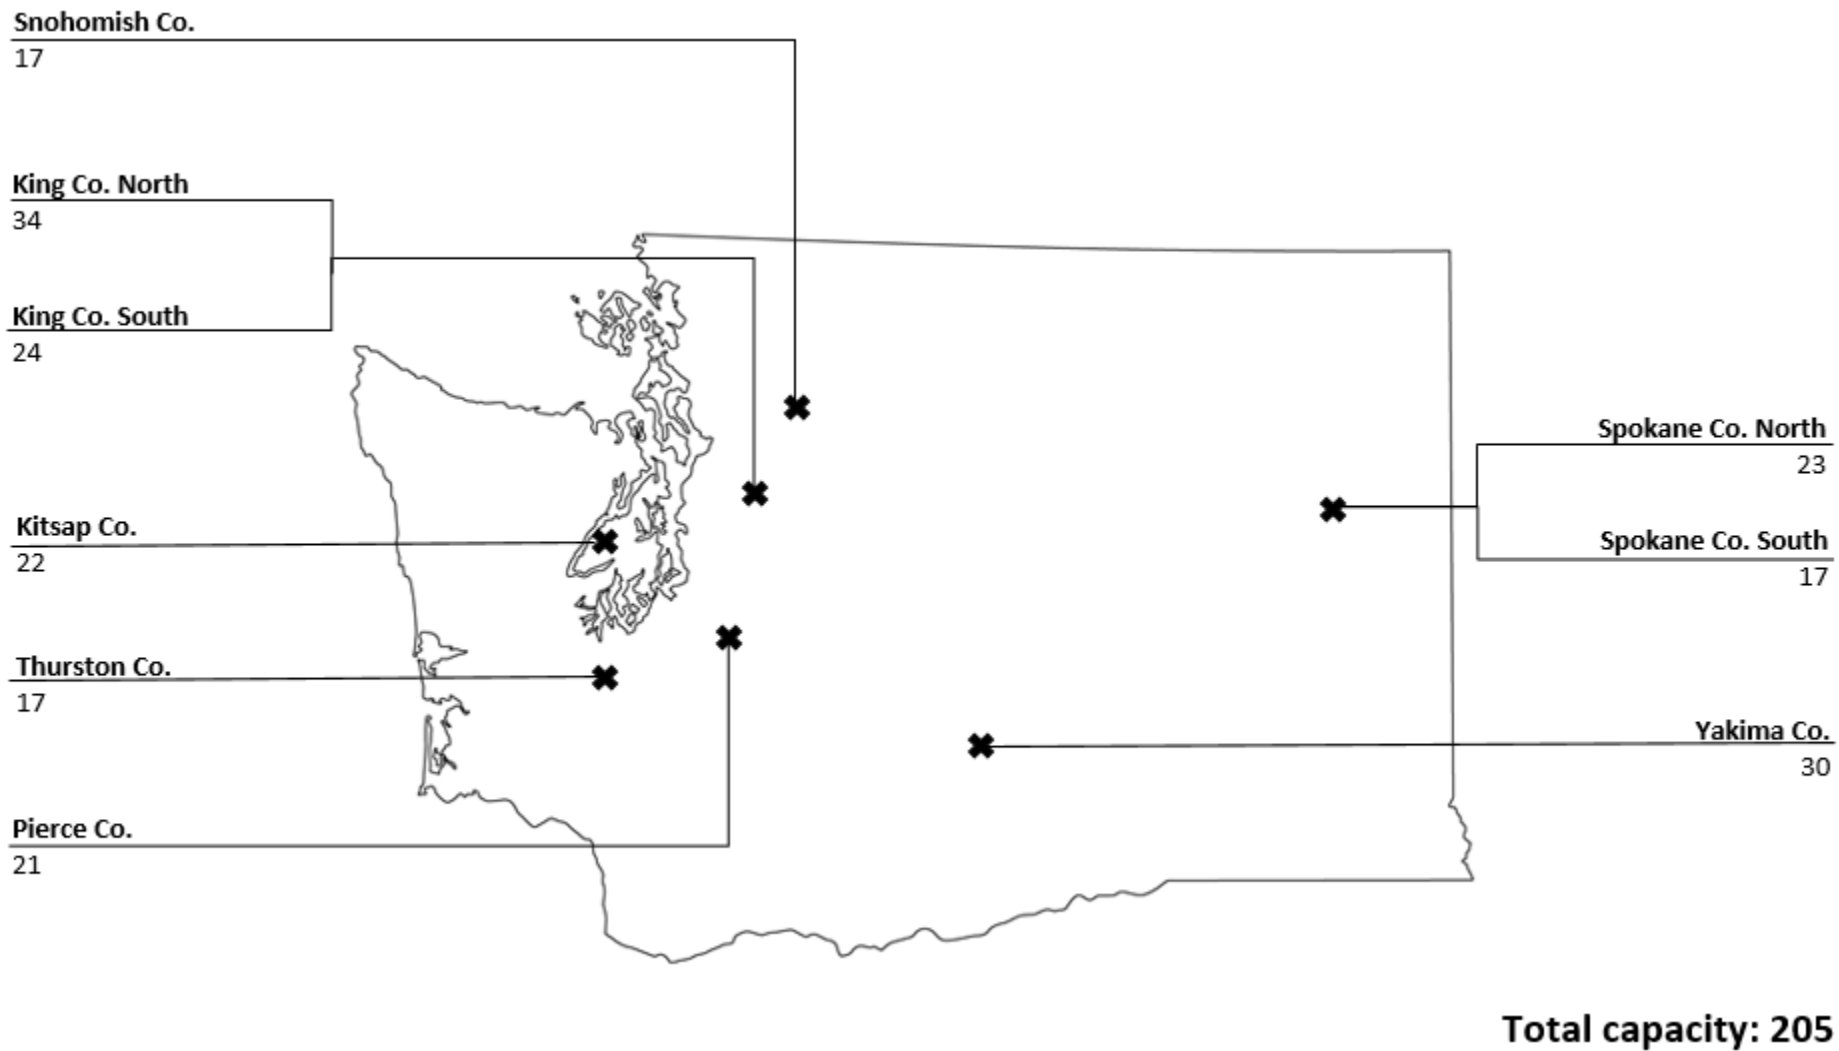 Snohomish Co.
17
King Co. North
34
King Co. South
24
Kitsap Co.
22
Thurston Co.
17
Pierce Co.
21
Spokane Co. North
23
Spokane Co. South
17
Yakima Co.
30
Total capacity: 205